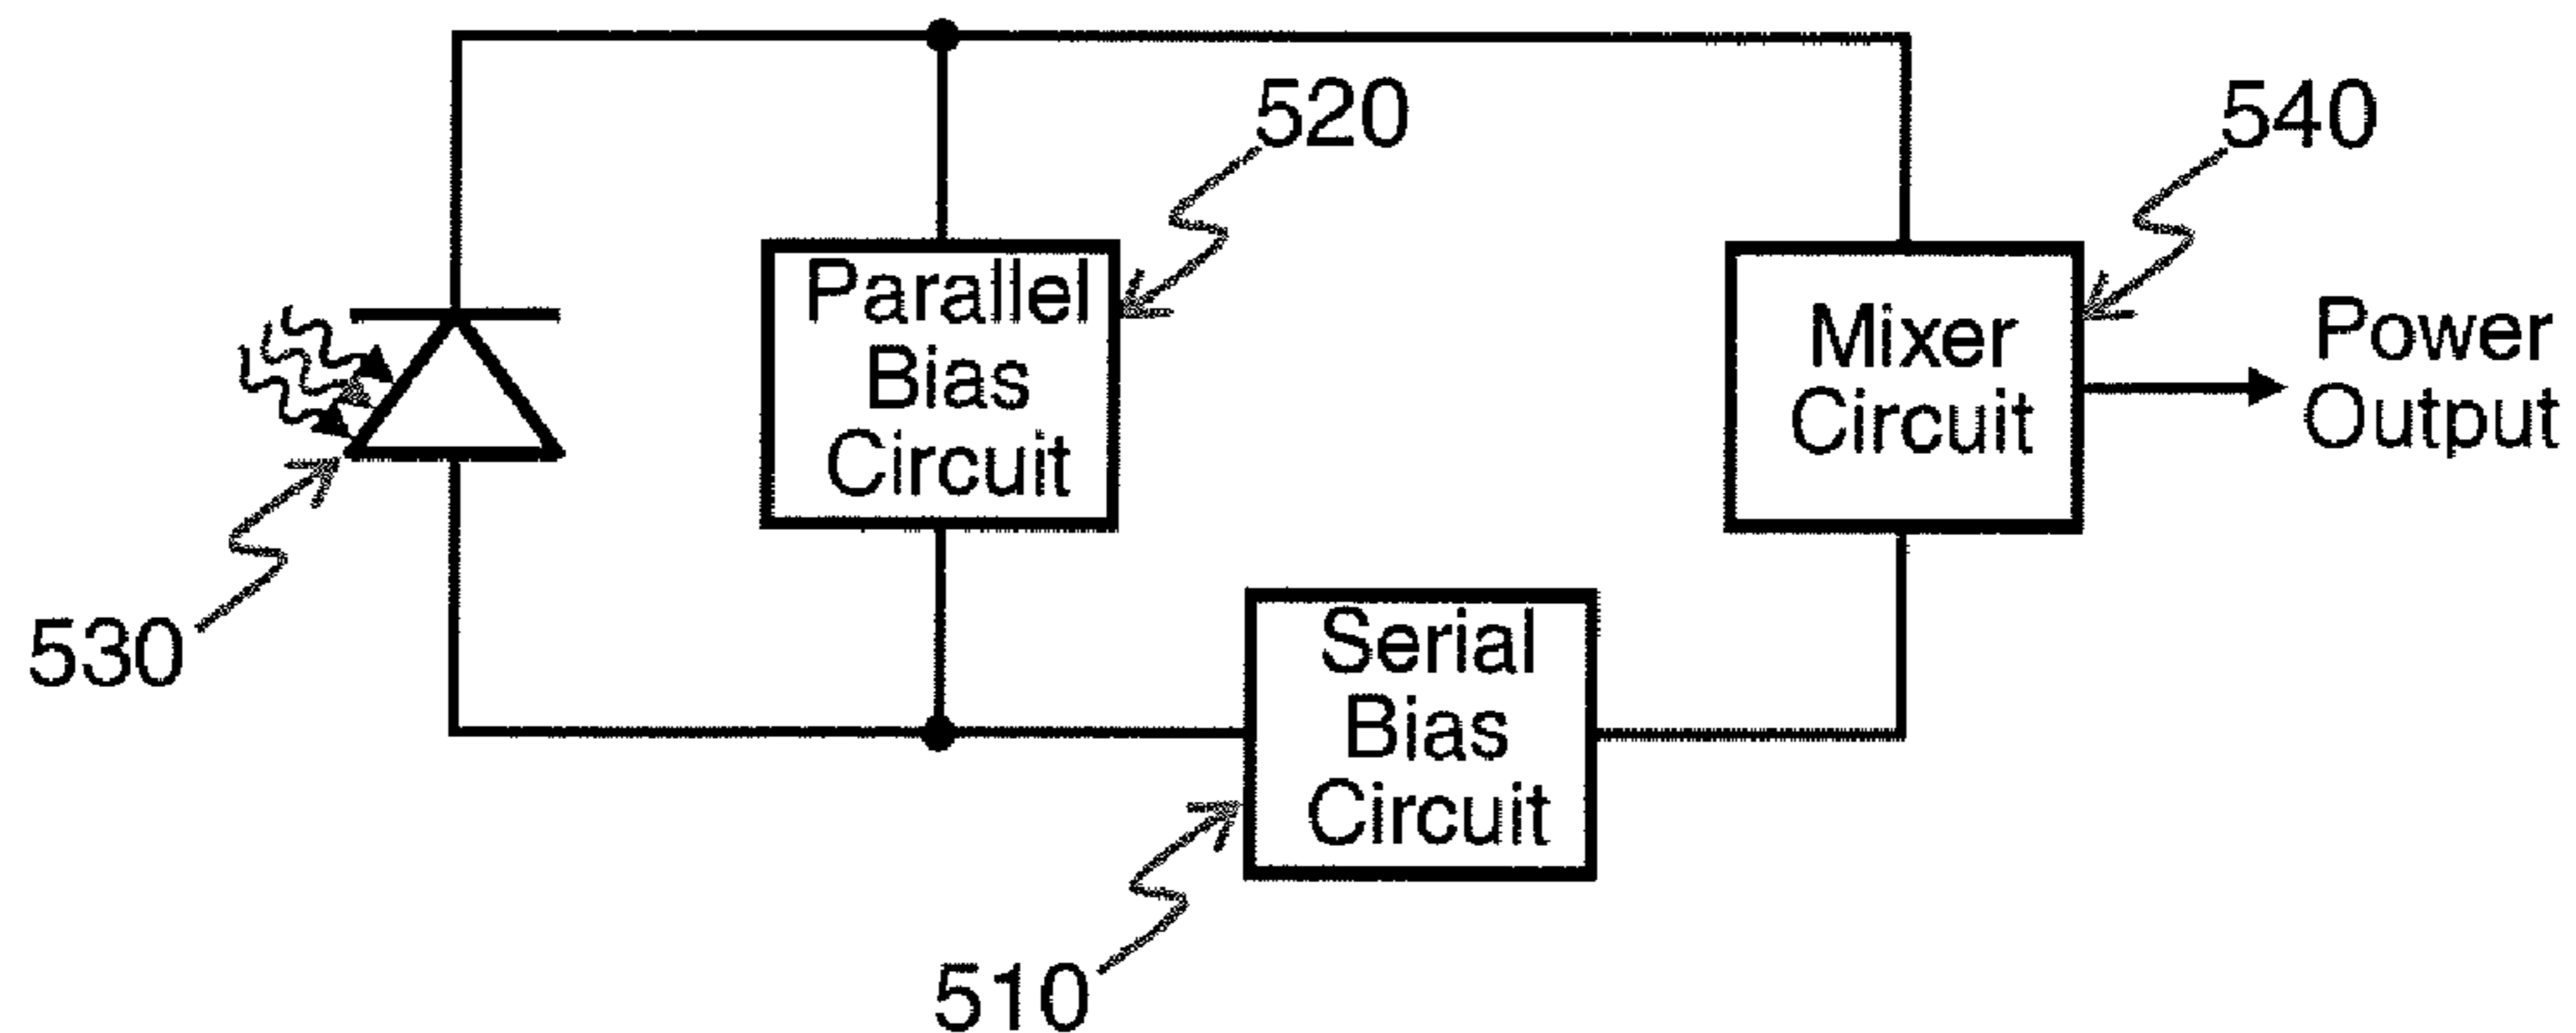 520
540
Parallel
Bias
Circuit
Mixer
Circuit
Power
Output
530
Serial
Bias
Circuit
510